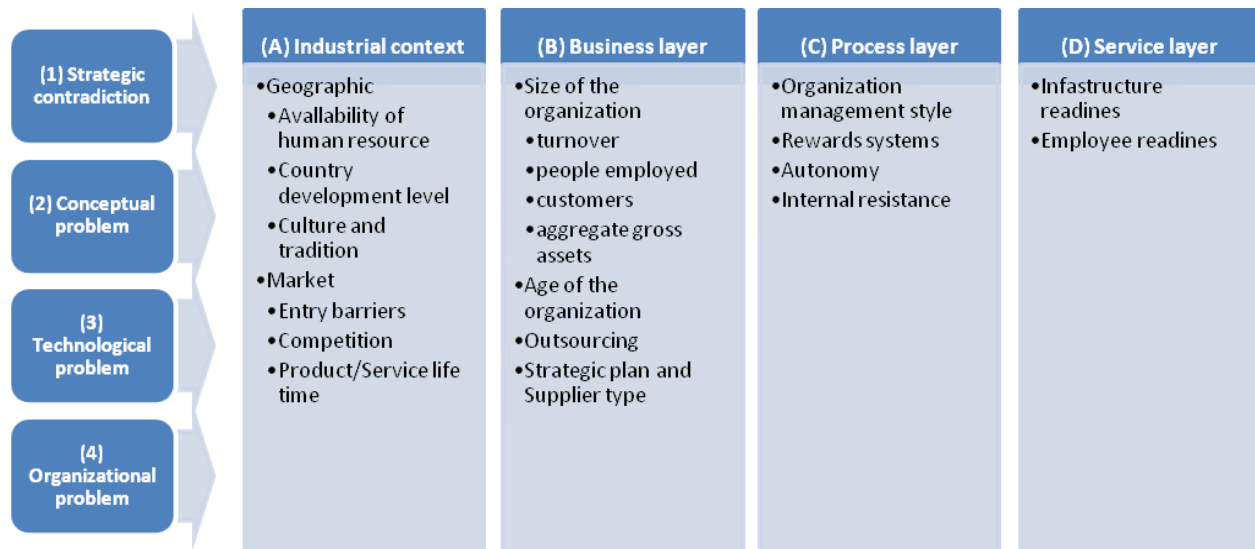 (1) Strategic
contradiction
(2) Conceptual
problem
(3)
Technological
problem
(4)
Organizational
problem
(A) Industrial context
•Geographic
•Availability of
human resource
•Country
development level
•Culture and
tradition
•Market
•Entry barriers
•Competition
•Product/Service life
time
(B) Business layer
•Size of the
organization
•turnover
•people employed
•customers
•aggregate gross
assets
•Age of the
organization
•Outsourcing
•Strategic plan and
Supplier type
(C) Process layer
•Organization
management style
•Rewards systems
•Autonomy
•Internal resistance
(D) Service layer
•Infastructure
readines
•Employee readines